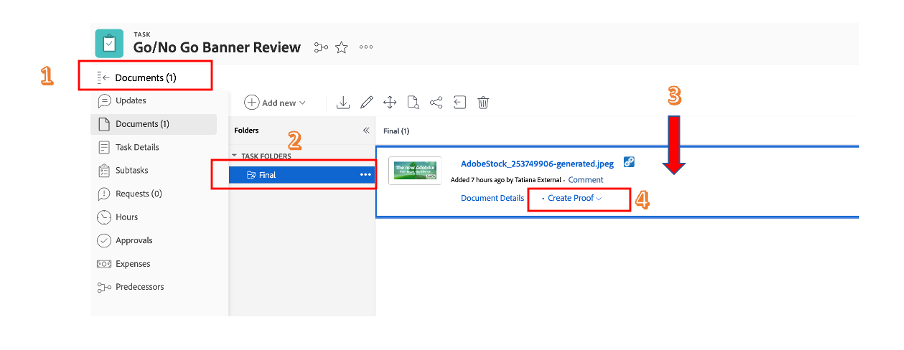 TASK
Go/No Go Banner Review
1
Documents (1)
Updates
Documents (1)
Task Details
Subtasks
Requests (0)
Hours
Approvals
Expenses
Predecessors
Add new
3
Folders
2
TASK FOLDERS
Final
Final (1)
AdobeStock_253749906-generated.jpeg
Added 7 hours ago by Tatiana External - Comment
Document Details · Create Proof
4